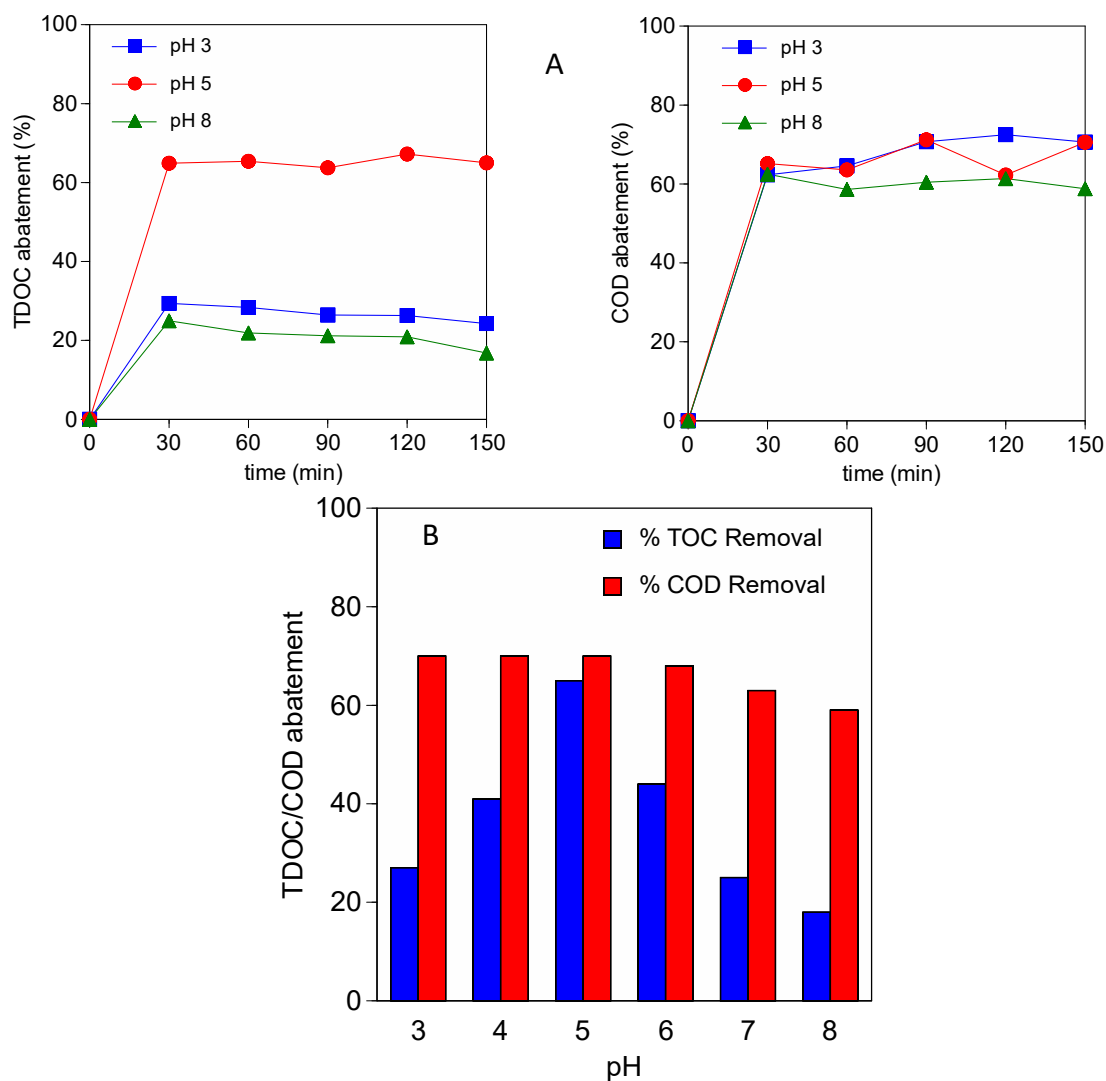 100
80
60
40
20
0
TDOC abatement (%)
pH 3
pH 5
pH 8
0 30 60 90 120 150
time (min)
A
100
80
60
40
20
0
COD abatement (%)
pH 3
pH 5
pH 8
0 30 60 90 120 150
time (min)
B
100
80
60
40
20
0
TDOC/COD abatement
% TOC Removal
% COD Removal
3 4 5 6 7 8
pH